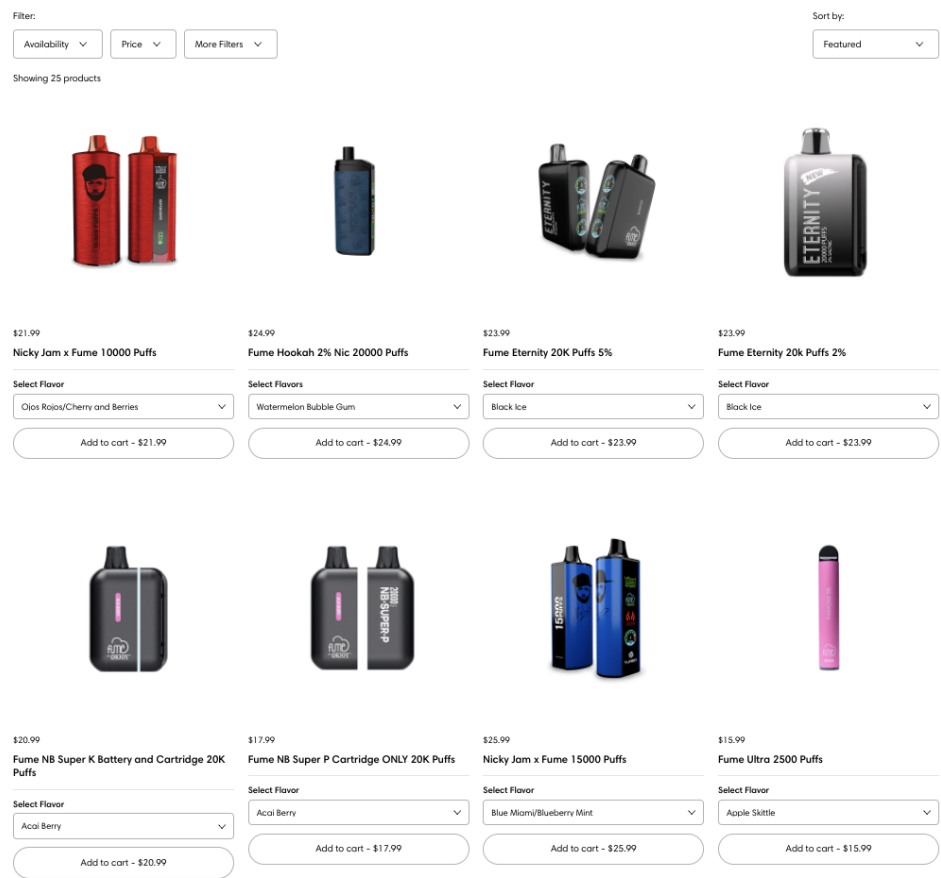 Filter:
Sort by:
Availability
Price
More Filters
Featured
Showing 25 products
ETERNITY
NEW
ETERNITY
20000 PUFFS
$21.99
$24.99
$23.99
$23.99
Nicky Jam x Fume 10000 Puffs
Fume Hookah 2% Nic 20000 Puffs
Fume Eternity 20K Puffs 5%
Fume Eternity 20k Puffs 2%
Select Flavor
Select Flavors
Select Flavor
Select Flavor
Ojos Rojos/Cherry and Berries
Watermelon Bubble Gum
Black Ice
Black Ice
Add to cart - $21.99
Add to cart - $24.99
Add to cart - $23.99
Add to cart - $23.99
FUME
FUME
20000
NB-SUPER-P
15000
PUFFS
$20.99
$17.99
$25.99
$15.99
Fume NB Super K Battery and Cartridge 20K
Puffs
Fume NB Super P Cartridge ONLY 20K Puffs
Nicky Jam x Fume 15000 Puffs
Fume Ultra 2500 Puffs
Select Flavor
Select Flavor
Select Flavor
Select Flavor
Acai Berry
Acai Berry
Blue Miami/Blueberry Mint
Apple Skittle
Add to cart - $20.99
Add to cart - $17.99
Add to cart - $25.99
Add to cart - $15.99